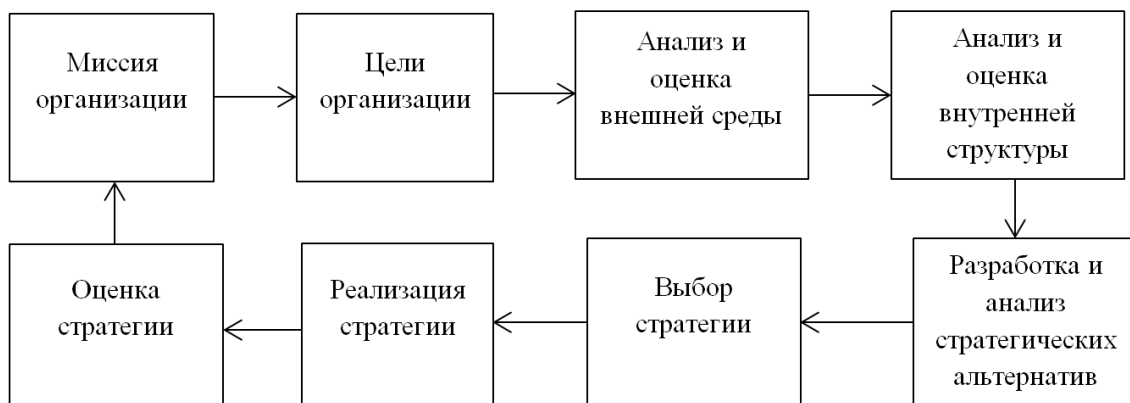 Миссия
организации
Цели
организации
Анализ и
оценка
внешней среды
Анализ и
оценка
внутренней
структуры
Оценка
стратегии
Реализация
стратегии
Выбор
стратегии
Разработка и
анализ
стратегических
альтернатив